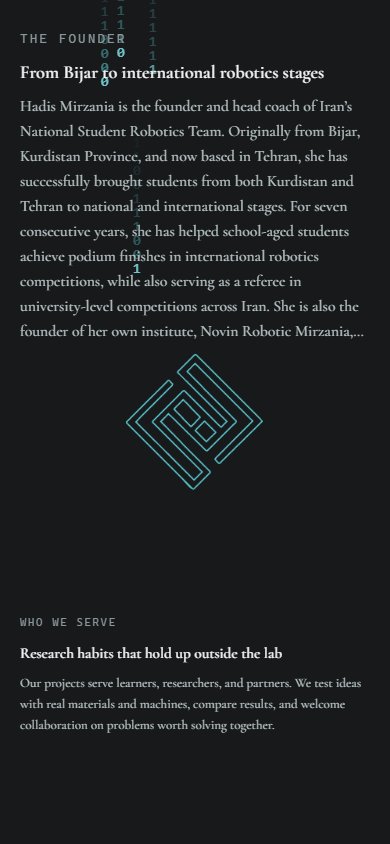 THE FOUNDER
From Bijar to international robotics stages
Hadis Mirzania is the founder and head coach of Iran's
National Student Robotics Team. Originally from Bijar,
Kurdistan Province, and now based in Tehran, she has
successfully brought students from both Kurdistan and
Tehran to national and international stages. For seven
consecutive years, she has helped school-aged students
achieve podium finishes in international robotics
competitions, while also serving as a referee in
university-level competitions across Iran. She is also the
founder of her own institute, Novin Robotic Mirzania,...
WHO WE SERVE
Research habits that hold up outside the lab
Our projects serve learners, researchers, and partners. We test ideas
with real materials and machines, compare results, and welcome
collaboration on problems worth solving together.